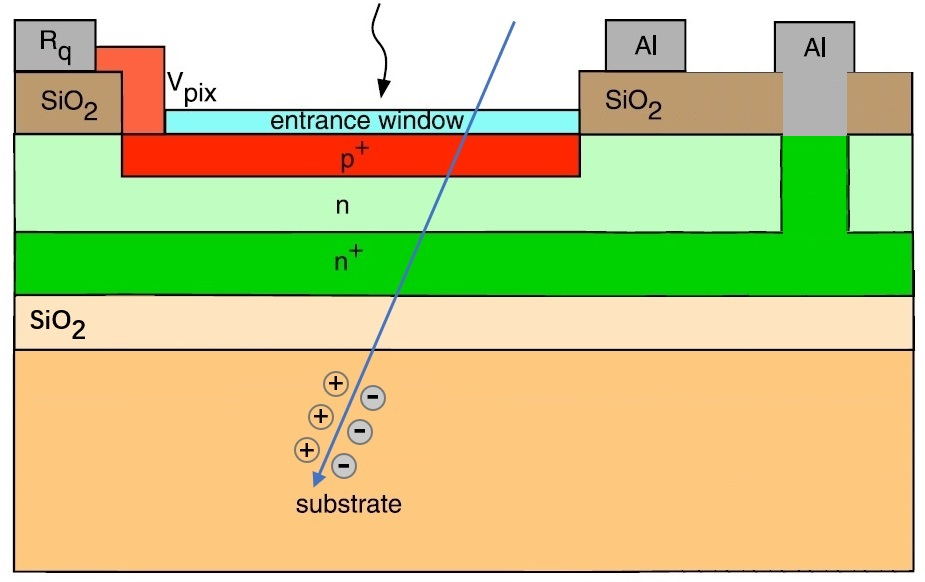 Rq
Al
Al
SiO2
Vpix
SiO2
entrance window
p+
n
n+
SiO2
+
-
+
-
+
-
substrate